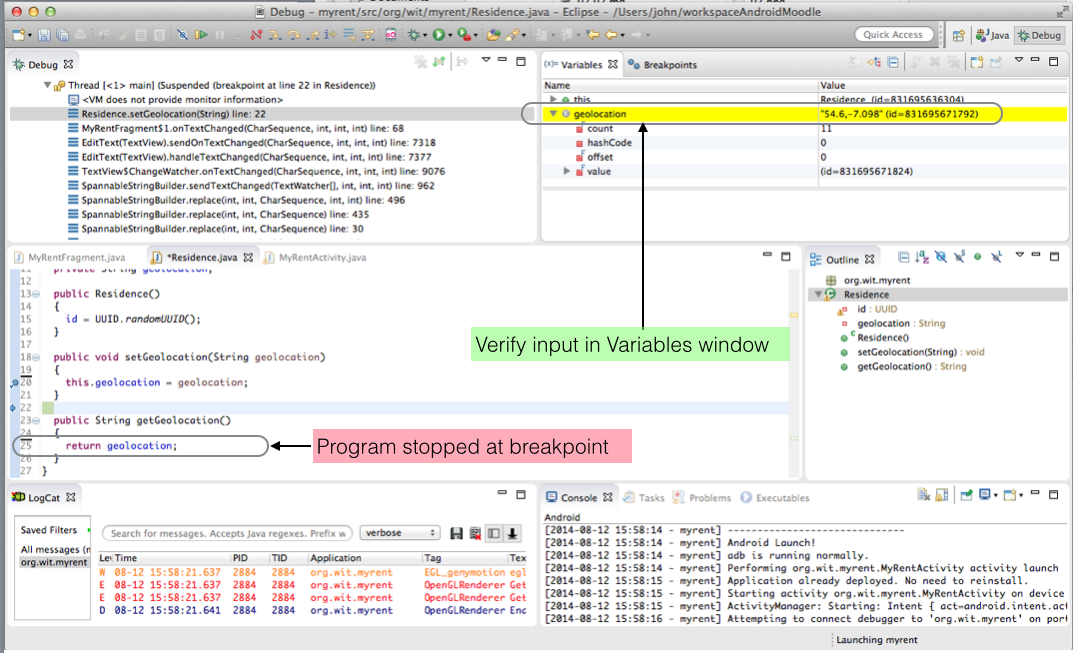 Debug - myrent/src/org/wit/myrent/Residence.java - Eclipse - /Users/john/workspaceAndroidMoodle
Quick Access
Java
Debug
Debug
Thread [<1> main] (Suspended (breakpoint at line 22 in Residence))
<VM does not provide monitor information>
Residence.setGeolocation(String) line: 22
MyRentFragment$1.onTextChanged(CharSequence, int, int, int) line: 68
EditText(TextView).sendOnTextChanged(CharSequence, int, int, int) line: 7318
EditText(TextView).handleTextChanged(CharSequence, int, int, int) line: 7377
TextView$ChangeWatcher.onTextChanged(CharSequence, int, int, int) line: 9076
SpannableStringBuilder.sendTextChanged(TextWatcher[], int, int, int) line: 962
SpannableStringBuilder.replace(int, int, CharSequence, int, int) line: 496
SpannableStringBuilder.replace(int, int, CharSequence) line: 435
SpannableStringBuilder.replace(int, int, CharSequence) line: 30
(x)= Variables
Breakpoints
Name Value
this Residence (id=831695636304)
geolocation "54.6,-7.098" (id=831695671792)
count 11
hashCode 0
offset 0
value (id=831695671824)
MyRentFragment.java
*Residence.java
MyRentActivity.java
11 private String geolocation;
12
13 public Residence()
14 {
15 id = UUID.randomUUID();
16 }
17
18 public void setGeolocation(String geolocation)
19 {
20 this.geolocation = geolocation;
21 }
22
23 public String getGeolocation()
24 {
25 return geolocation;
26 }
27 }
Verify input in Variables window
Program stopped at breakpoint
Outline
org.wit.myrent
Residence
id : UUID
geolocation : String
Residence()
setGeolocation(String) : void
getGeolocation() : String
LogCat
Saved Filters
All messages (n
org.wit.myrent
Search for messages. Accepts Java regexes. Prefix w
verbose
Le Time PID TID Application Tag Tex
W 08-12 15:58:21.637 2884 2884 org.wit.myrent EGL_genymotion egl
E 08-12 15:58:21.637 2884 2884 org.wit.myrent OpenGLRenderer Get
E 08-12 15:58:21.637 2884 2884 org.wit.myrent OpenGLRenderer Get
D 08-12 15:58:21.641 2884 2884 org.wit.myrent OpenGLRenderer Enc
Console
Tasks
Problems
Executables
Android
[2014-08-12 15:58:14 - myrent] ------------------------------
[2014-08-12 15:58:14 - myrent] Android Launch!
[2014-08-12 15:58:14 - myrent] adb is running normally.
[2014-08-12 15:58:14 - myrent] Performing org.wit.myrent.MyRentActivity activity launch
[2014-08-12 15:58:15 - myrent] Application already deployed. No need to reinstall.
[2014-08-12 15:58:15 - myrent] Starting activity org.wit.myrent.MyRentActivity on device
[2014-08-12 15:58:15 - myrent] ActivityManager: Starting: Intent { act=android.intent.act
[2014-08-12 15:58:16 - myrent] Attempting to connect debugger to 'org.wit.myrent' on port
Launching myrent